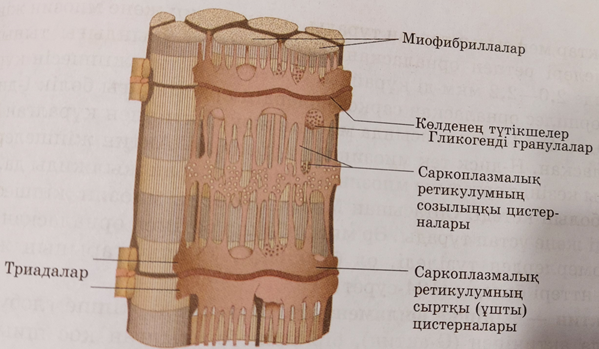 Миофибриллалар
Көлденең түтікшелер
Гликогенді гранулалар
Саркоплазмалық
ретикулумның
созылыңқы цистер-
налары
Триадалар
Саркоплазмалық
ретикулумның
сыртқы (ұшты)
цистерналары